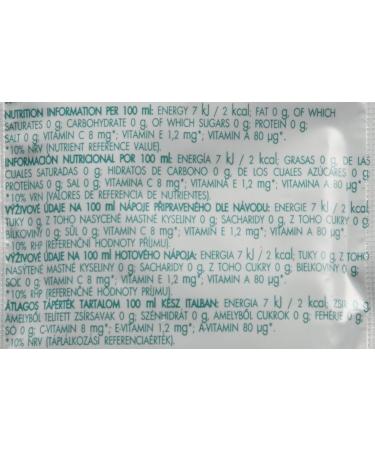 NUTRITION INFORMATION PER 100 ml: ENERGY 7 kJ / 2 kcal; FAT 0 g, OF WHICH
SATURATES 0 g; CARBOHYDRATE 0 g, OF WHICH SUGARS 0 g; PROTEIN 0 g;
SALT 0 g; VITAMIN C 8 mg*; VITAMIN E 1,2 mg*; VITAMIN A 80 µg*.
*10% NRV (NUTRIENT REFERENCE VALUE).
INFORMACIÓN NUTRICIONAL POR 100 ml: ENERGÍA 7 kJ / 2 kcal; GRASAS 0 g, DE LAS
CUALES SATURADAS 0 g; HIDRATOS DE CARBONO 0 g, DE LOS CUALES AZÚCARES 0 g;
PROTEÍNAS 0 g; SAL 0 g; VITAMINA C 8 mg*; VITAMINA E 1,2 mg*; VITAMINA A 80 µg*.
*10% VRN (VALORES DE REFERENCIA DE NUTRIENTES).
VÝŽIVOVÉ ÚDAJE NA 100 ml NÁPOJE PŘIPRAVENÉHO DLE NÁVODU: ENERGIE 7 kJ / 2 kcal;
TUKY 0 g, Z TOHO NASYCENÉ MASTNÉ KYSELINY 0 g; SACHARIDY 0 g, Z TOHO CUKRY 0 g;
BÍLKOVINY 0 g; SŮL 0 g; VITAMIN C 8 mg*; VITAMIN E 1,2 mg*; VITAMIN A 80 µg*.
*10% RHP (REFERENČNÍ HODNOTY PŘÍJMU).
VÝŽIVOVÉ ÚDAJE NA 100 ml HOTOVÉHO NÁPOJA: ENERGIA 7 kJ / 2 kcal; TUKY 0 g, Z TOHO
NASÝTENÉ MASTNÉ KYSELINY 0 g; SACHARIDY 0 g, Z TOHO CUKRY 0 g; BIELKOVINY 0 g;
SOĽ 0 g; VITAMÍN C 8 mg*; VITAMÍN E 1,2 mg*; VITAMÍN A 80 µg*.
*10% RHP (REFERENČNÉ HODNOTY PRÍJMU).
ÁTLAGOS TÁPÉRTÉK TARTALOM 100 ml KÉSZ ITALBAN: ENERGIA 7 kJ / 2 kcal; ZSÍR 0 g,
AMELYBŐL TELÍTETT ZSÍRSAVAK 0 g; SZÉNHIDRÁT 0 g, AMELYBŐL CUKROK 0 g; FEHÉRJE 0 g;
SÓ 0 g; C-VITAMIN 8 mg*; E-VITAMIN 1,2 mg*; A-VITAMIN 80 µg*.
*10% NRV (TÁPLÁLKOZÁSI REFERENCIAÉRTÉK).